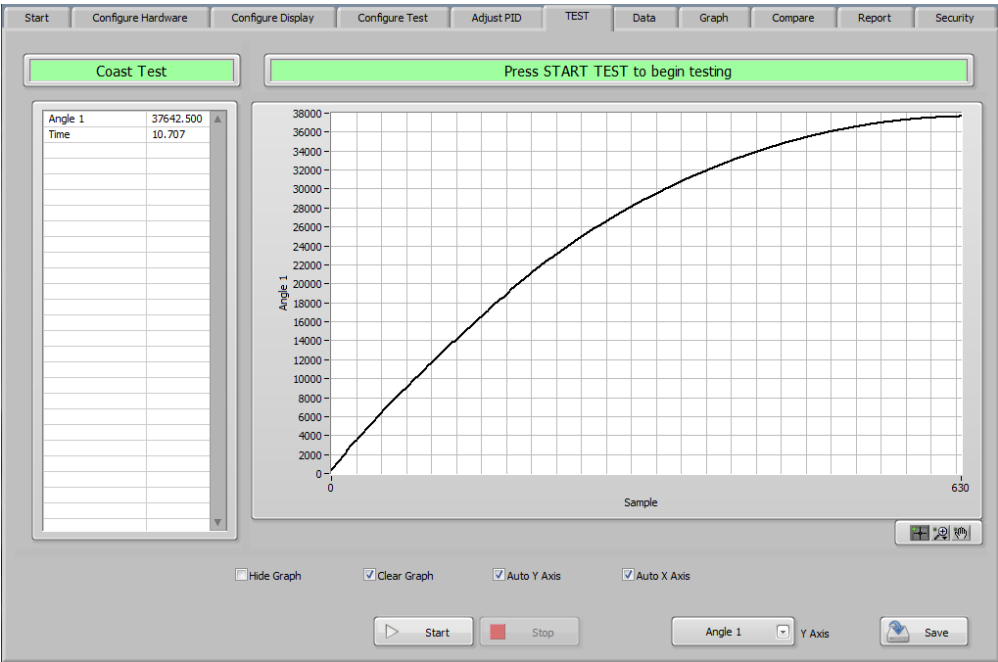 Start Configure Hardware Configure Display Configure Test Adjust PID TEST Data Graph Compare Report Security
Coast Test Press START TEST to begin testing
Angle 1 37642.500
Time 10.707
38000
36000
34000
32000
30000
28000
26000
24000
22000
20000
18000
16000
14000
12000
10000
8000
6000
4000
2000
0
Angle 1
0 630
Sample
Hide Graph Clear Graph Auto Y Axis Auto X Axis
Start Stop Angle 1 Y Axis Save